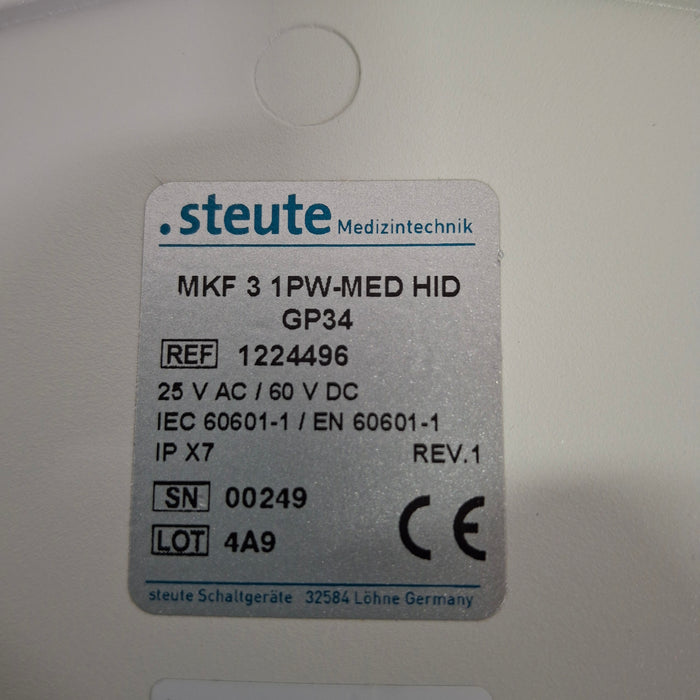 .steute Medizintechnik
MKF 3 1PW-MED HID
GP34
REF 1224496
25 V AC / 60 V DC
IEC 60601-1 / EN 60601-1
IP X7 REV.1
SN 00249
LOT 4A9
CE
steute Schaltgeräte 32584 Löhne Germany